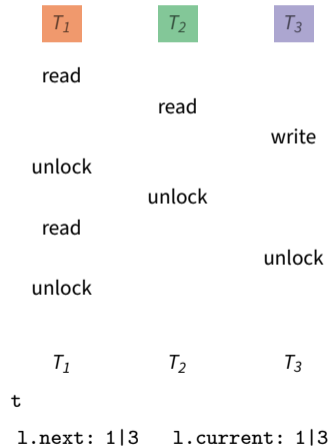 T1 T2 T3
read
read
write
unlock
unlock
read
unlock
unlock
T1 T2 T3
t
l.next: 1|3 l.current: 1|3